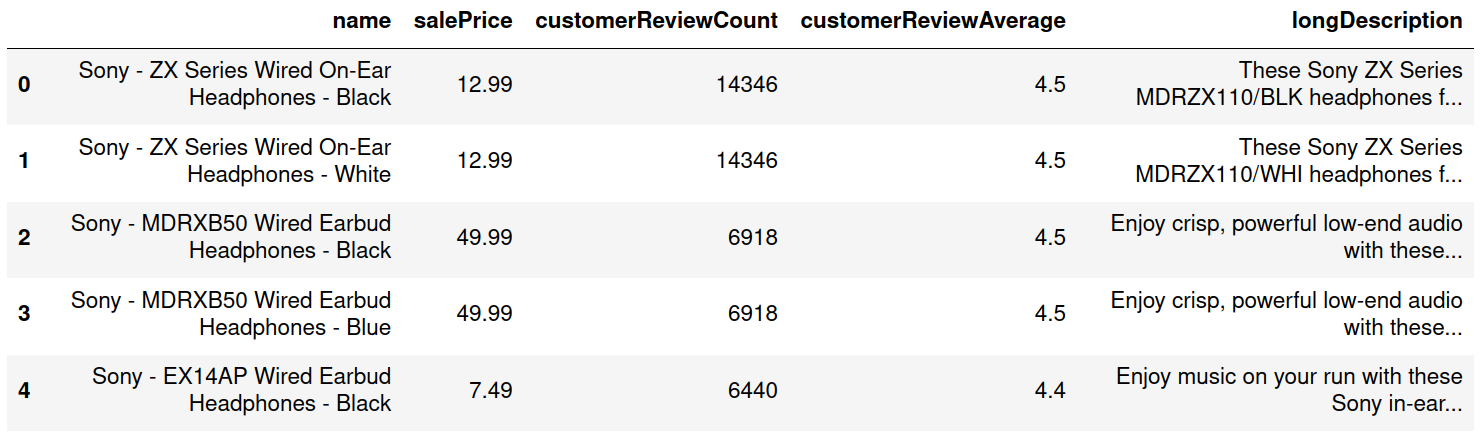 name salePrice customerReviewCount customerReviewAverage longDescription
0 Sony - ZX Series Wired On-Ear Headphones - Black 12.99 14346 4.5 These Sony ZX Series MDRZX110/BLK headphones f...
1 Sony - ZX Series Wired On-Ear Headphones - White 12.99 14346 4.5 These Sony ZX Series MDRZX110/WHI headphones f...
2 Sony - MDRXB50 Wired Earbud Headphones - Black 49.99 6918 4.5 Enjoy crisp, powerful low-end audio with these...
3 Sony - MDRXB50 Wired Earbud Headphones - Blue 49.99 6918 4.5 Enjoy crisp, powerful low-end audio with these...
4 Sony - EX14AP Wired Earbud Headphones - Black 7.49 6440 4.4 Enjoy music on your run with these Sony in-ear...